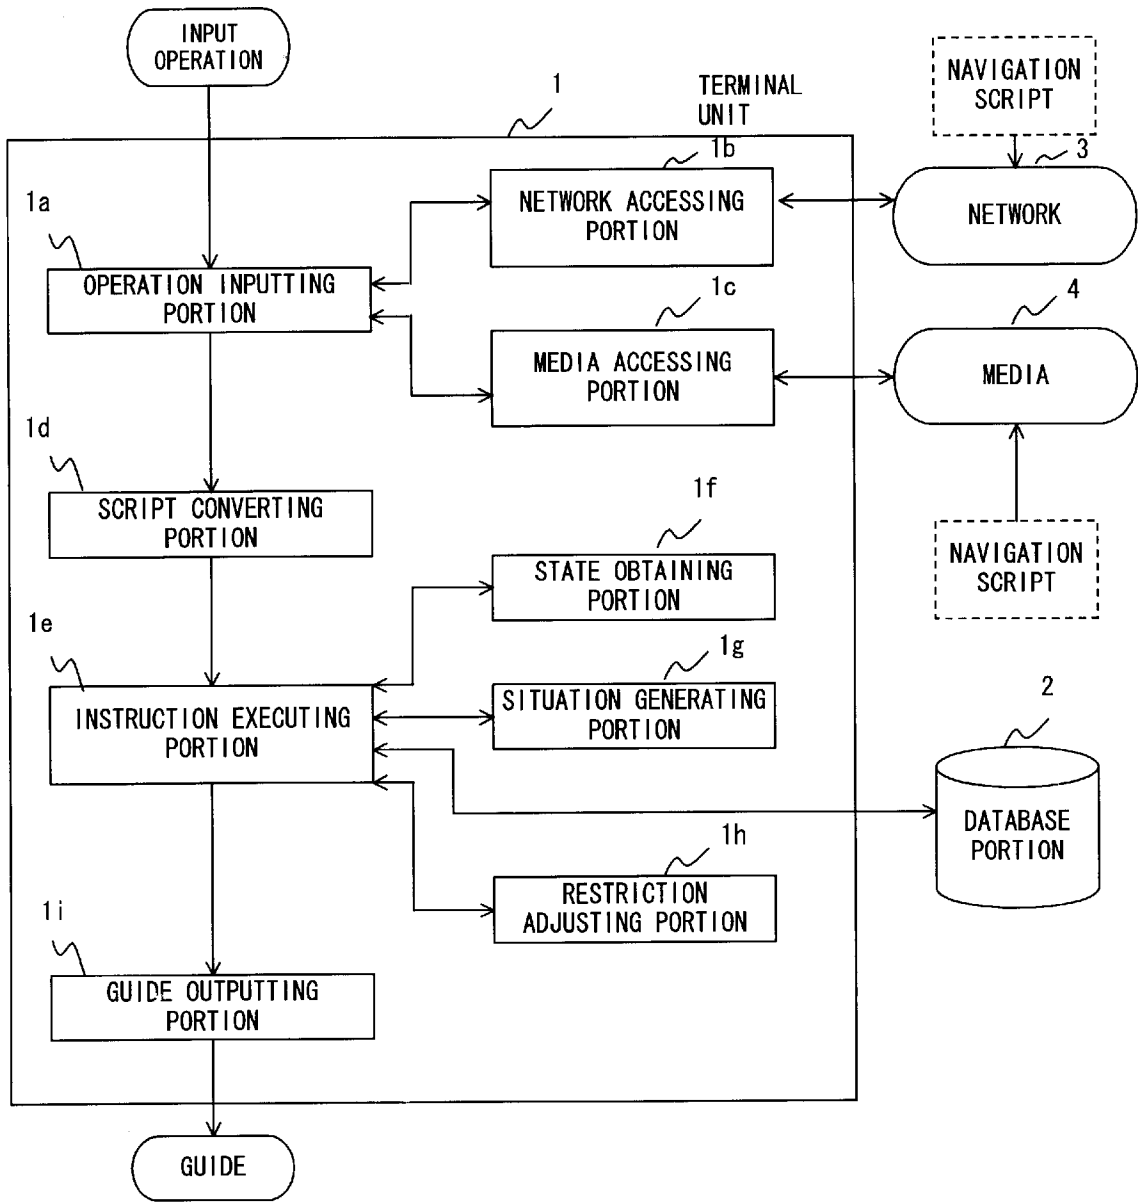 INPUT
OPERATION
1
TERMINAL
UNIT
NAVIGATION
SCRIPT
1a
OPERATION INPUTTING
PORTION
1b
NETWORK ACCESSING
PORTION
3
NETWORK
1c
MEDIA ACCESSING
PORTION
4
MEDIA
NAVIGATION
SCRIPT
1d
SCRIPT CONVERTING
PORTION
1f
STATE OBTAINING
PORTION
1e
INSTRUCTION EXECUTING
PORTION
1g
SITUATION GENERATING
PORTION
2
DATABASE
PORTION
1h
RESTRICTION
ADJUSTING PORTION
1i
GUIDE OUTPUTTING
PORTION
GUIDE